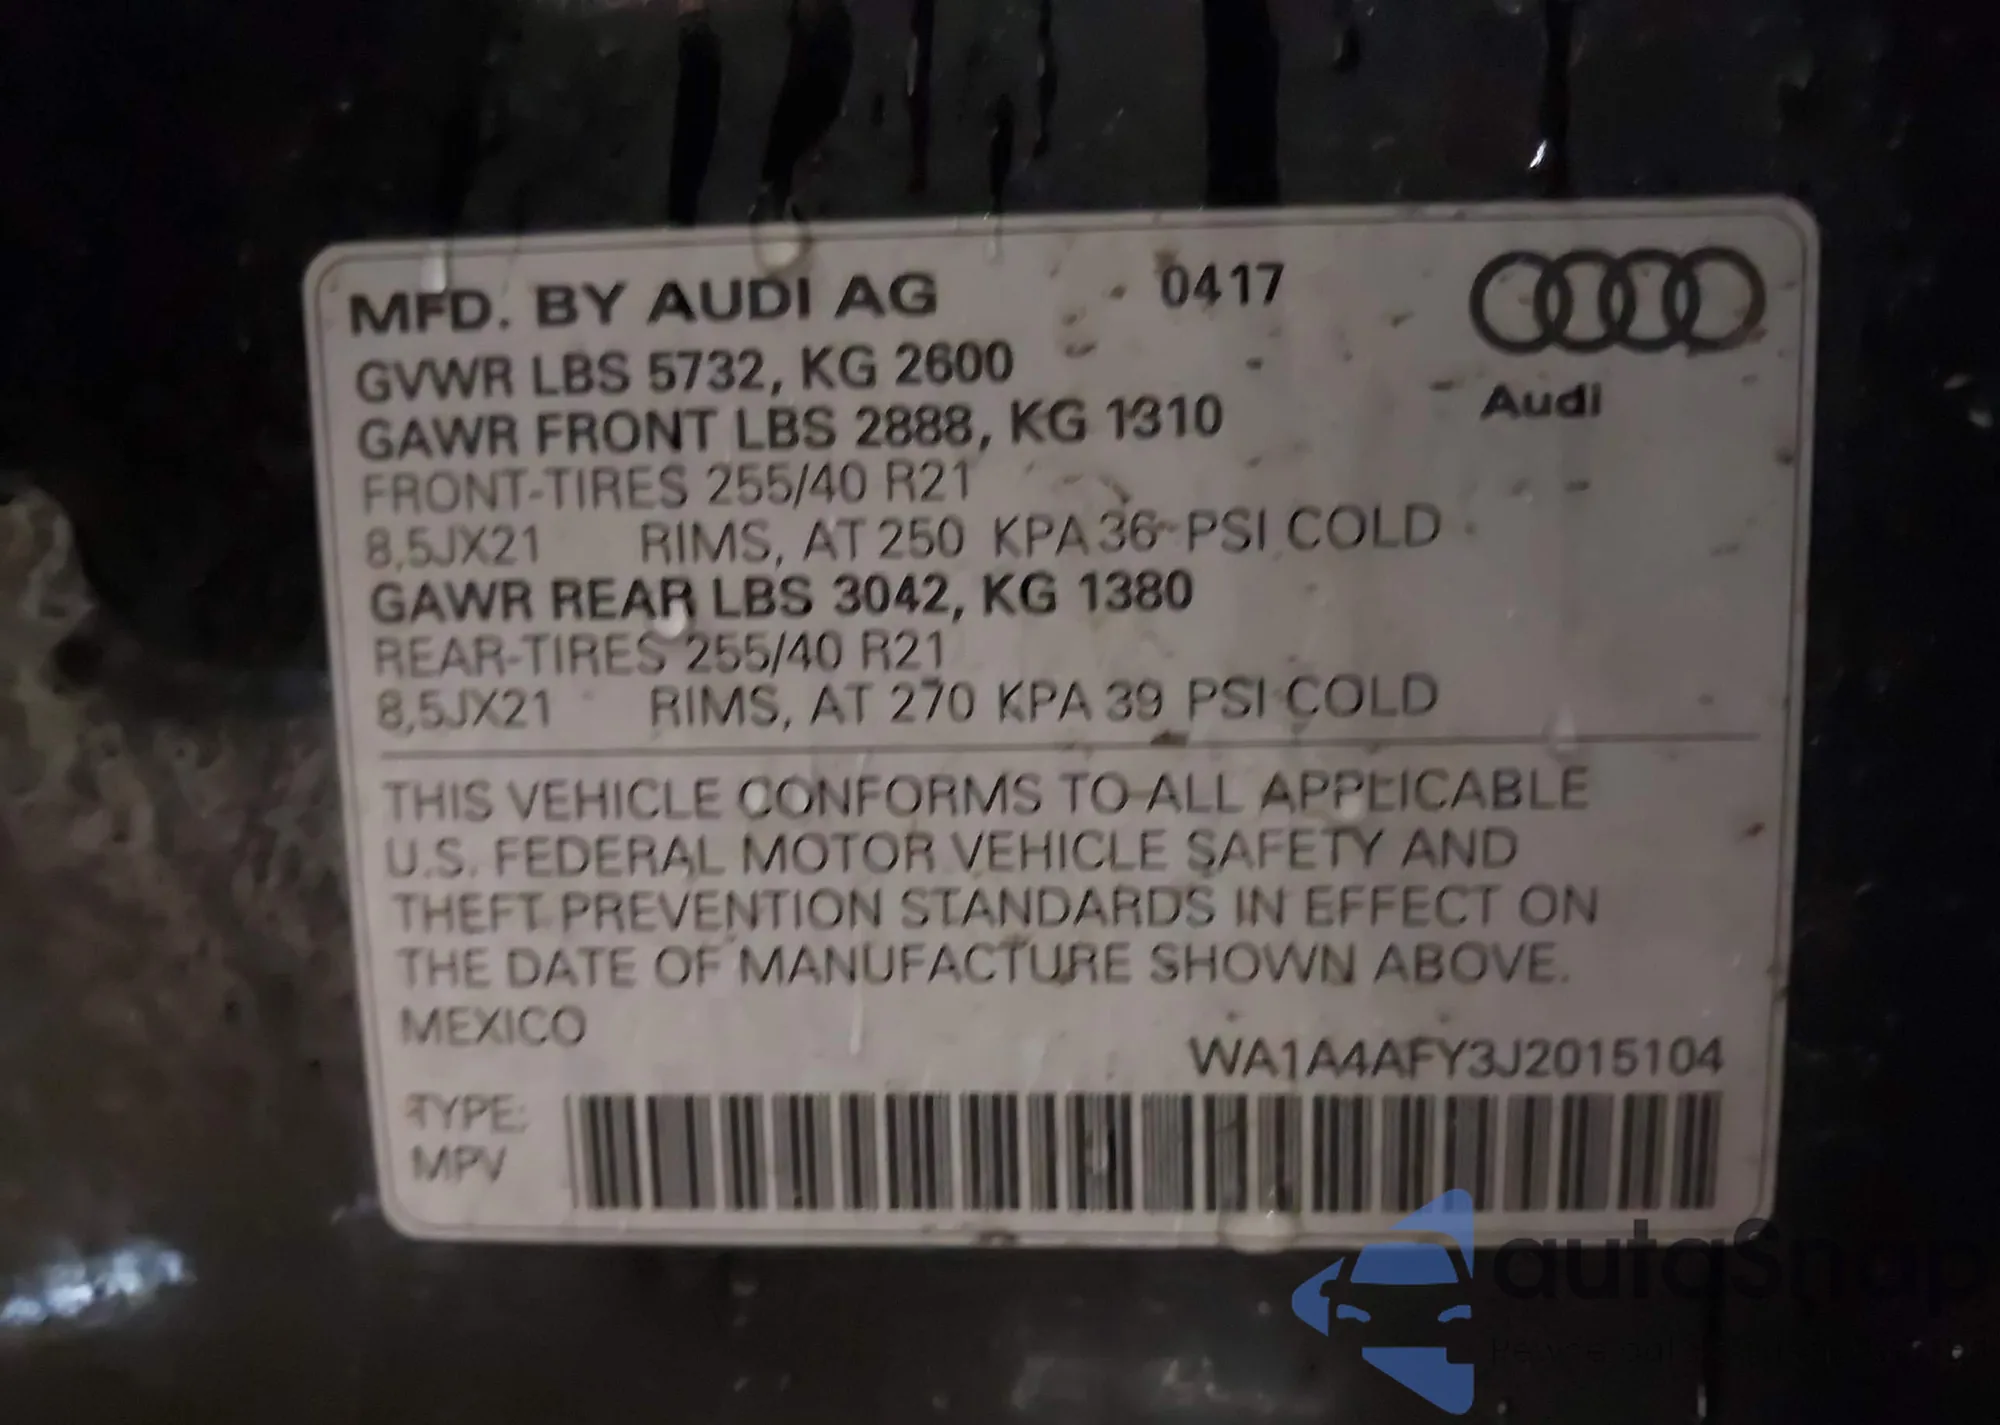 MFD. BY AUDI AG 0417
Audi
GVWR LBS 5732, KG 2600
GAWR FRONT LBS 2888, KG 1310
FRONT-TIRES 255/40 R21
8,5JX21 RIMS, AT 250 KPA 36 PSI COLD
GAWR REAR LBS 3042, KG 1380
REAR-TIRES 255/40 R21
8,5JX21 RIMS, AT 270 KPA 39 PSI COLD
THIS VEHICLE CONFORMS TO ALL APPLICABLE
U.S. FEDERAL MOTOR VEHICLE SAFETY AND
THEFT PREVENTION STANDARDS IN EFFECT ON
THE DATE OF MANUFACTURE SHOWN ABOVE.
MEXICO
WA1A4AFY3J2015104
TYPE:
MPV
autaSnap